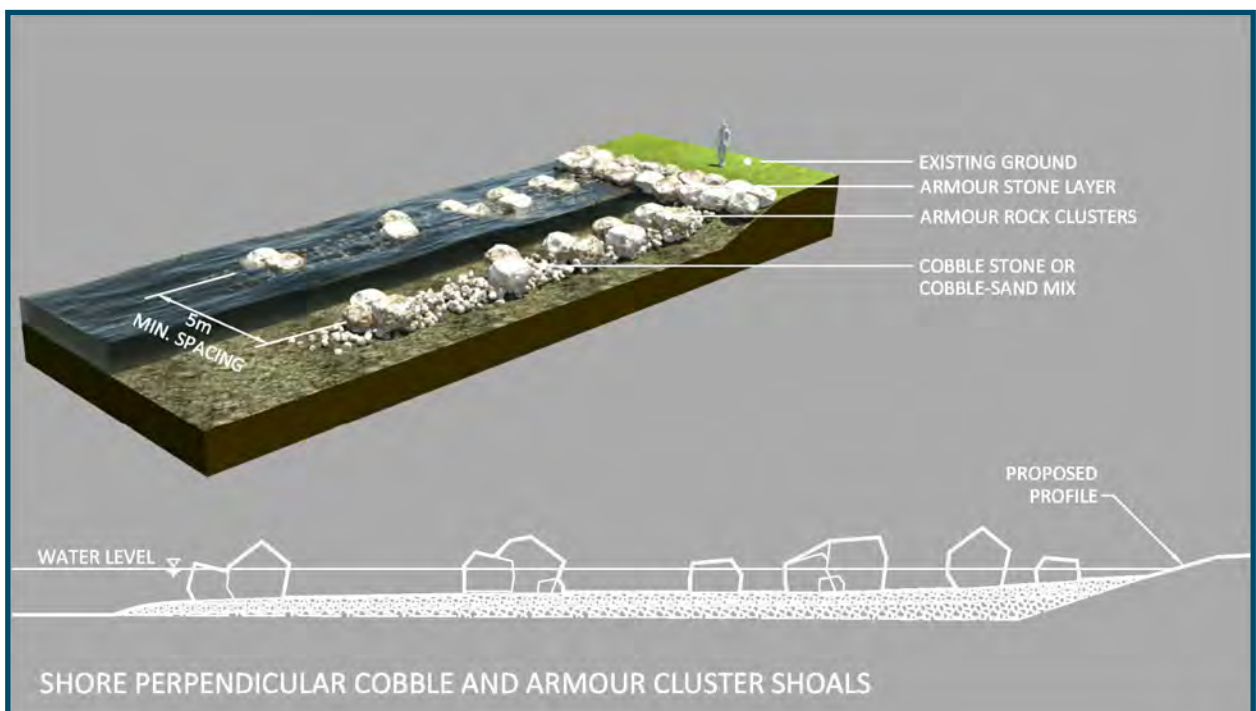 EXISTING GROUND
ARMOUR STONE LAYER
ARMOUR ROCK CLUSTERS
COBBLE STONE OR
COBBLE-SAND MIX
5m
MIN. SPACING
PROPOSED
PROFILE
WATER LEVEL
SHORE PERPENDICULAR COBBLE AND ARMOUR CLUSTER SHOALS